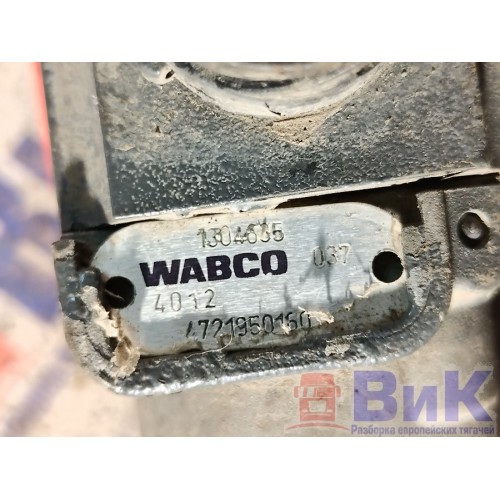 1304635
WABCO 037
4012
4721950160
ВиК
Разборка европейских тягачей